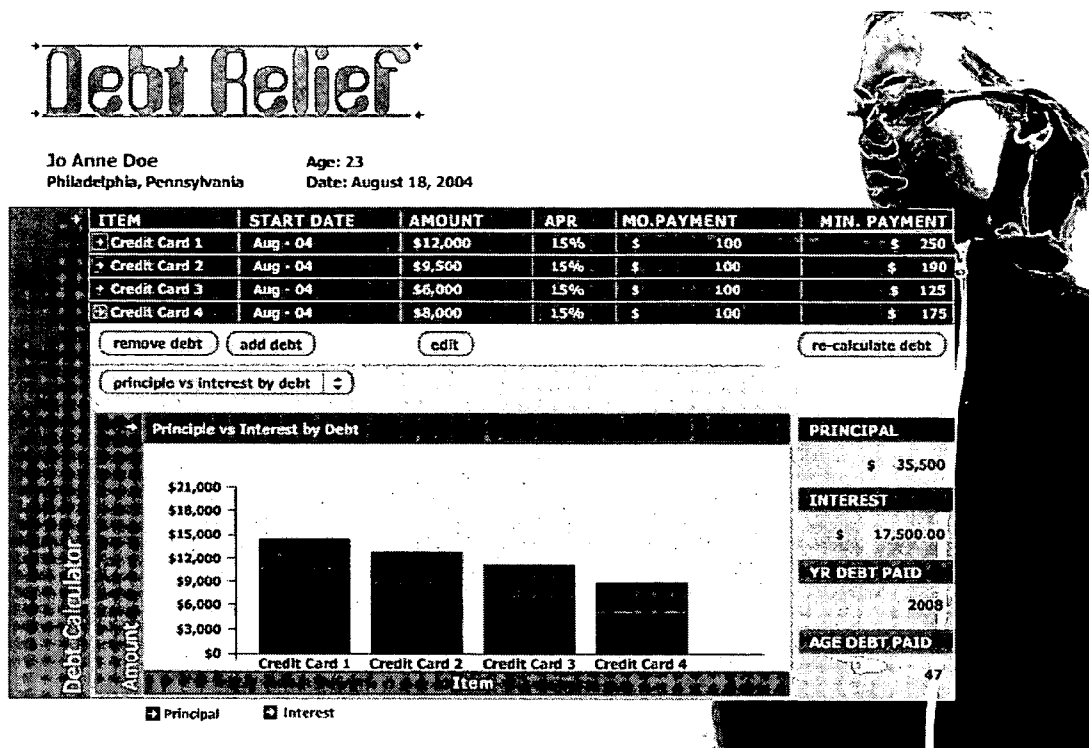 Debt Relief
Jo Anne Doe Age: 23
Philadelphia, Pennsylvania Date: August 18, 2004
ITEM START DATE AMOUNT APR MO.PAYMENT MIN. PAYMENT
Credit Card 1 Aug - 04 $12,000 15% $ 100 $ 250
Credit Card 2 Aug - 04 $9,500 15% $ 100 $ 190
Credit Card 3 Aug - 04 $6,000 15% $ 100 $ 125
Credit Card 4 Aug - 04 $8,000 15% $ 100 $ 175
remove debt add debt edit re-calculate debt
principle vs interest by debt
Debt Calculator
Amount
Principle vs Interest by Debt
$21,000
$18,000
$15,000
$12,000
$9,000
$6,000
$3,000
$0
Credit Card 1 Credit Card 2 Credit Card 3 Credit Card 4
Item
Principal Interest
PRINCIPAL
$ 35,500
INTEREST
$ 17,500.00
YR DEBT PAID
2008
AGE DEBT PAID
47